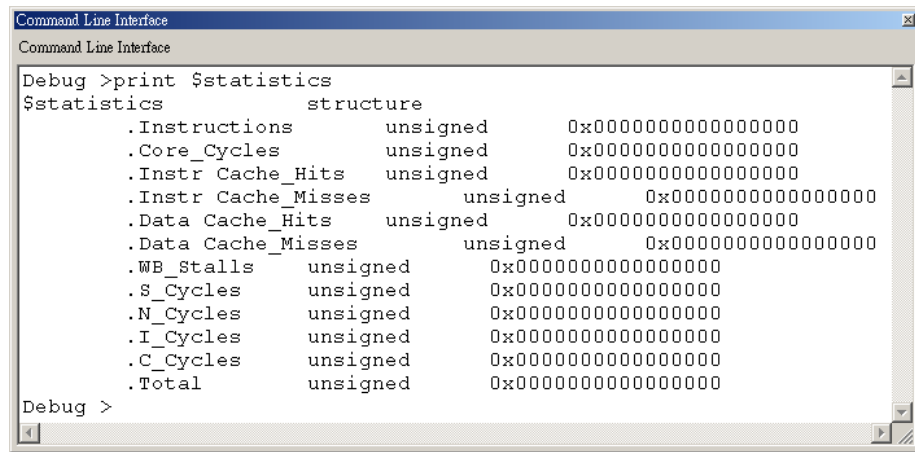 Command Line Interface
Command Line Interface
Debug >print $statistics
$statistics structure
.Instructions unsigned 0x0000000000000000
.Core_Cycles unsigned 0x0000000000000000
.Instr Cache_Hits unsigned 0x0000000000000000
.Instr Cache_Misses unsigned 0x0000000000000000
.Data Cache_Hits unsigned 0x0000000000000000
.Data Cache_Misses unsigned 0x0000000000000000
.WB_Stalls unsigned 0x0000000000000000
.S_Cycles unsigned 0x0000000000000000
.N_Cycles unsigned 0x0000000000000000
.I_Cycles unsigned 0x0000000000000000
.C_Cycles unsigned 0x0000000000000000
.Total unsigned 0x0000000000000000
Debug >